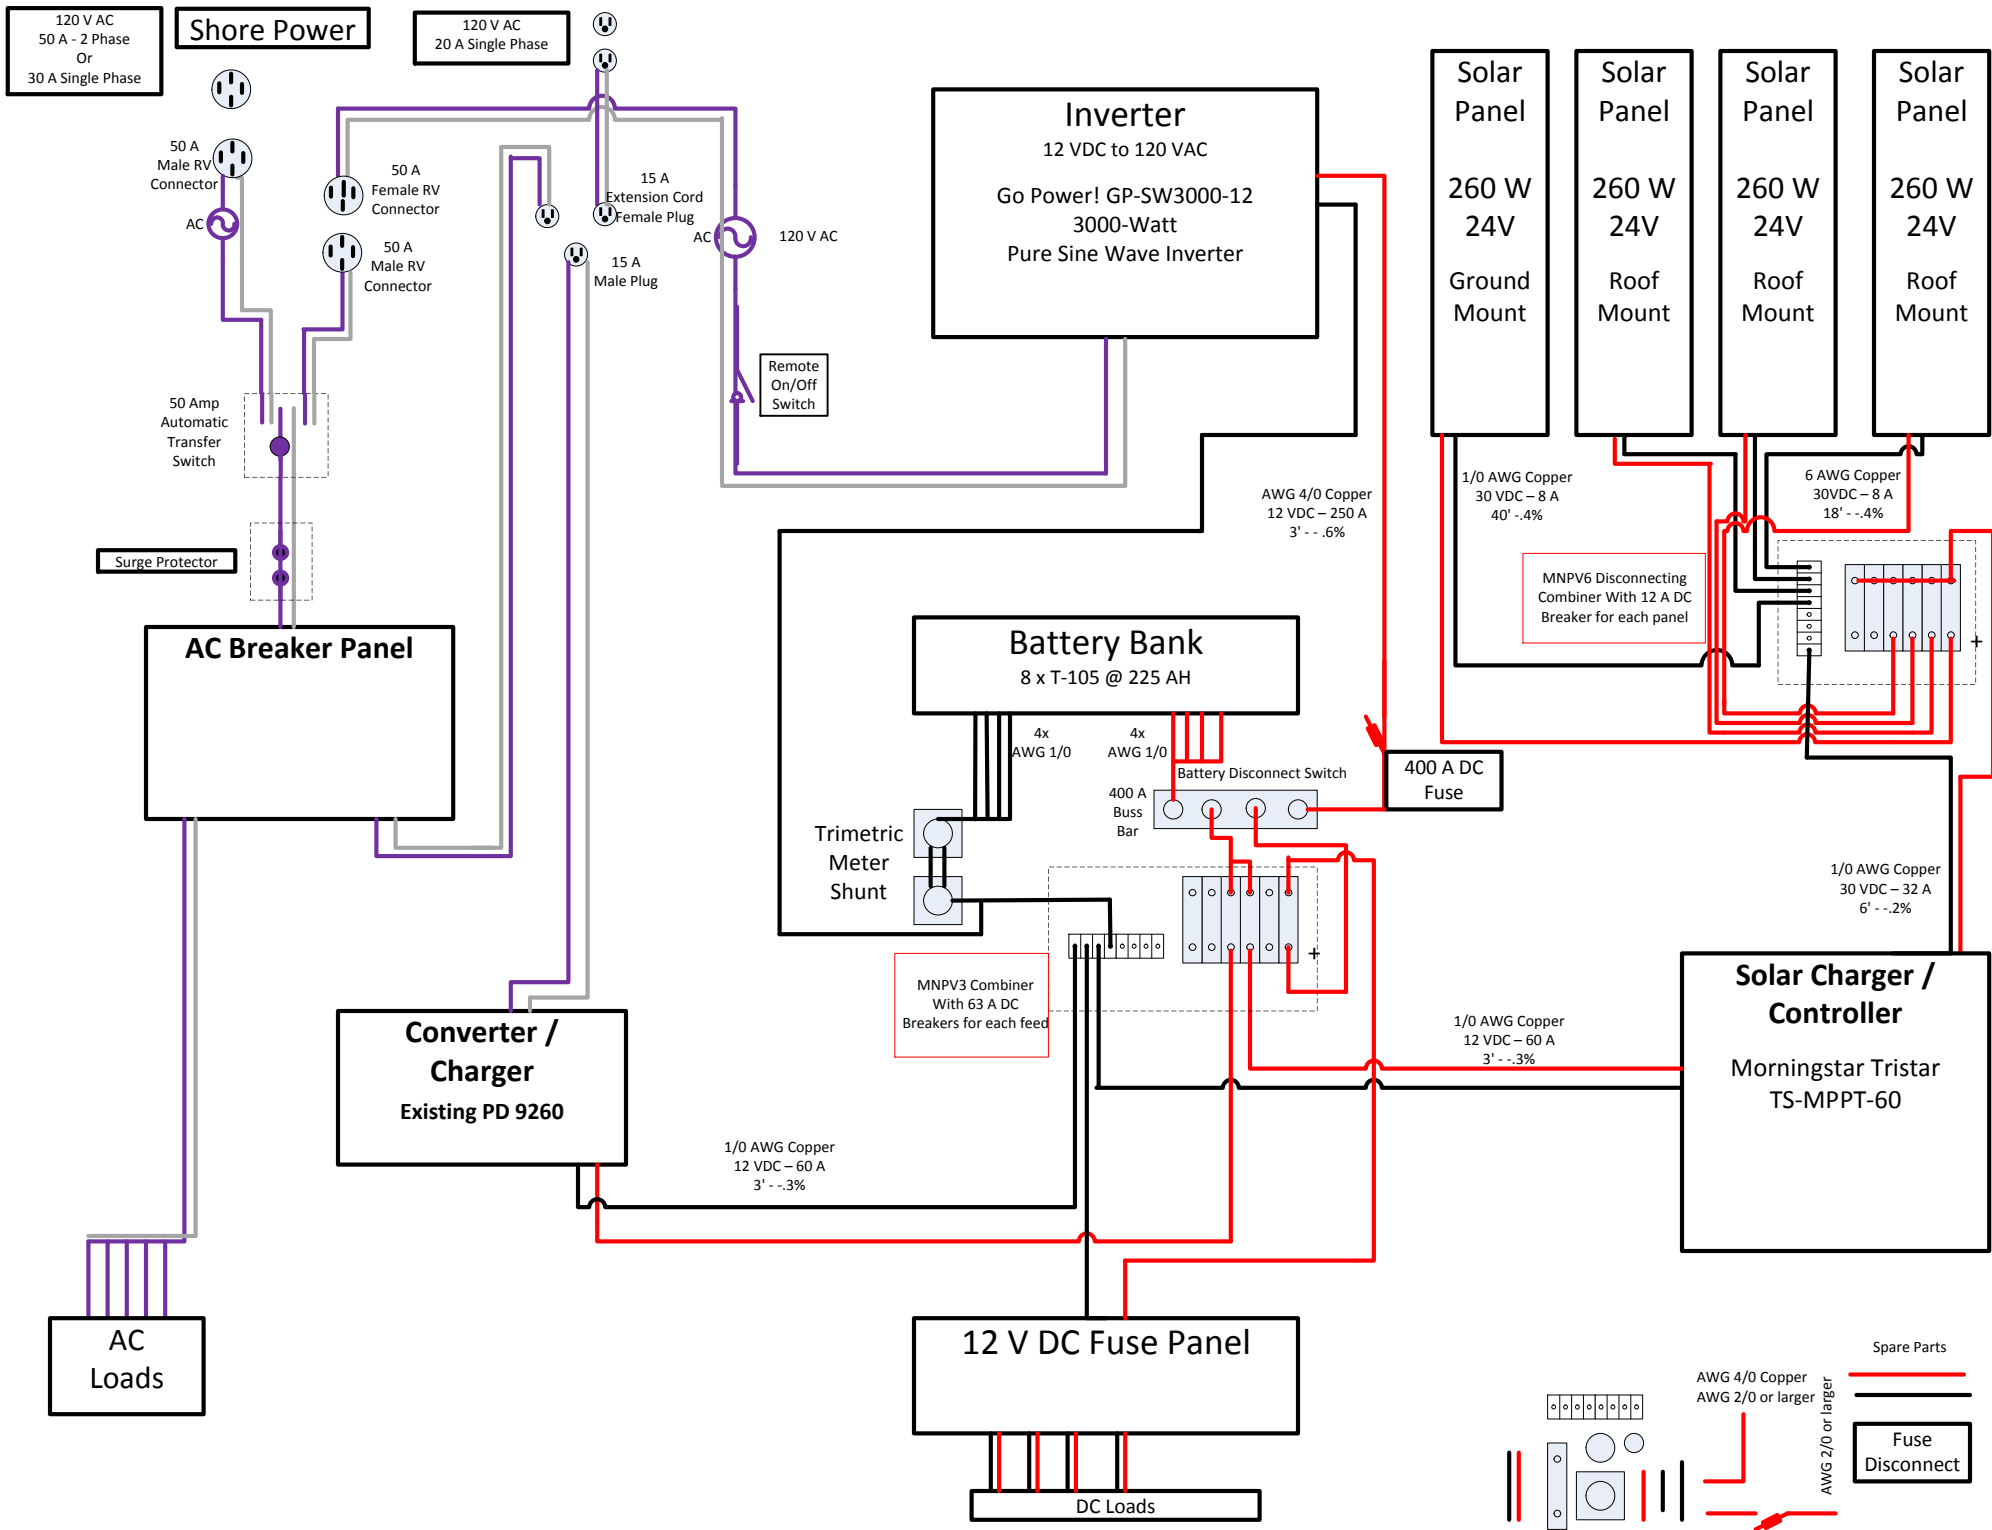 120 V AC
50 A - 2 Phase
Or
30 A Single Phase
Shore Power
120 V AC
20 A Single Phase
50 A
Male RV
Connector
AC
50 A
Female RV
Connector
50 A
Male RV
Connector
15 A
Extension Cord
Female Plug
15 A
Male Plug
AC
120 V AC
Remote
On/Off
Switch
50 Amp
Automatic
Transfer
Switch
Surge Protector
AC Breaker Panel
AC
Loads
Inverter
12 VDC to 120 VAC
Go Power! GP-SW3000-12
3000-Watt
Pure Sine Wave Inverter
Solar
Panel
260 W
24V
Ground
Mount
Solar
Panel
260 W
24V
Roof
Mount
Solar
Panel
260 W
24V
Roof
Mount
Solar
Panel
260 W
24V
Roof
Mount
1/0 AWG Copper
30 VDC – 8 A
40' -.4%
6 AWG Copper
30VDC – 8 A
18' - -.4%
AWG 4/0 Copper
12 VDC – 250 A
3' - - .6%
MNPV6 Disconnecting
Combiner With 12 A DC
Breaker for each panel
+
Battery Bank
8 x T-105 @ 225 AH
4x
AWG 1/0
4x
AWG 1/0
Battery Disconnect Switch
400 A
Buss
Bar
400 A DC
Fuse
Trimetric
Meter
Shunt
+
MNPV3 Combiner
With 63 A DC
Breakers for each feed
1/0 AWG Copper
30 VDC – 32 A
6' - -.2%
Solar Charger /
Controller
Morningstar Tristar
TS-MPPT-60
1/0 AWG Copper
12 VDC – 60 A
3' - -.3%
Converter /
Charger
Existing PD 9260
1/0 AWG Copper
12 VDC – 60 A
3' - -.3%
12 V DC Fuse Panel
DC Loads
Spare Parts
AWG 4/0 Copper
AWG 2/0 or larger
AWG 2/0 or larger
Fuse
Disconnect